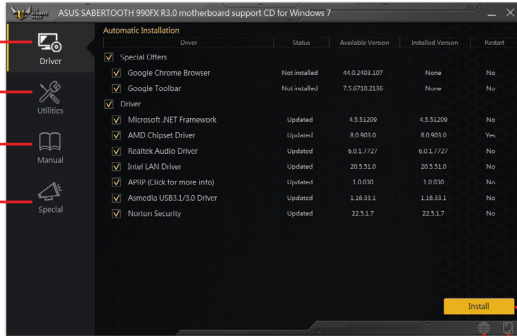 ASUS SABERTOOTH 990FX R3.0 motherboard support CD for Windows 7
Automatic Installation
Driver Status Available Version Installed Version Restart
Special Offers
Google Chrome Browser Not installed 44.0.2403.107 None No
Google Toolbar Not installed 7.5.6710.2136 None No
Driver
Microsoft .NET Framework Updated 4.5.51209 4.5.51209 No
AMD Chipset Driver Updated 8.0.903.0 8.0.903.0 Yes
Realtek Audio Driver Updated 6.0.1.7727 6.0.1.7727 No
Intel LAN Driver Updated 20.5.51.0 20.5.51.0 No
APRP (Click for more info) Updated 1.0.030 1.0.030 No
Asmedia USB3.1/3.0 Driver Updated 1.16.33.1 1.16.33.1 No
Norton Security Updated 22.5.1.7 22.5.1.7 No
Driver
Utilities
Manual
Special
Install